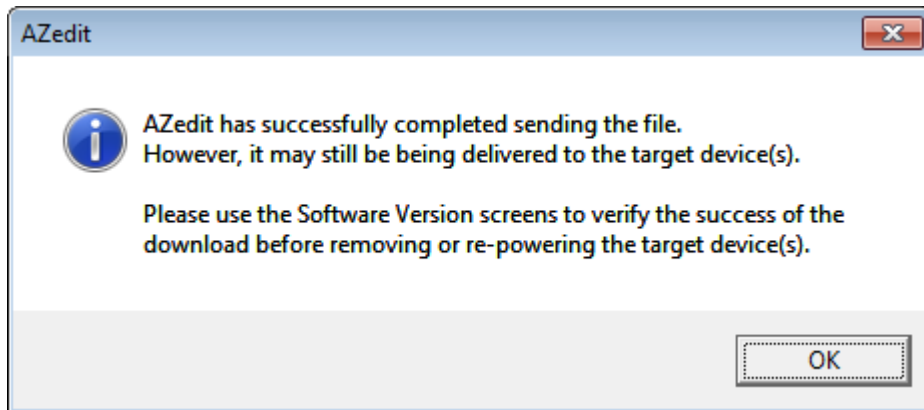 AZedit
AZedit has successfully completed sending the file.
However, it may still be being delivered to the target device(s).
Please use the Software Version screens to verify the success of the
download before removing or re-powering the target device(s).
OK